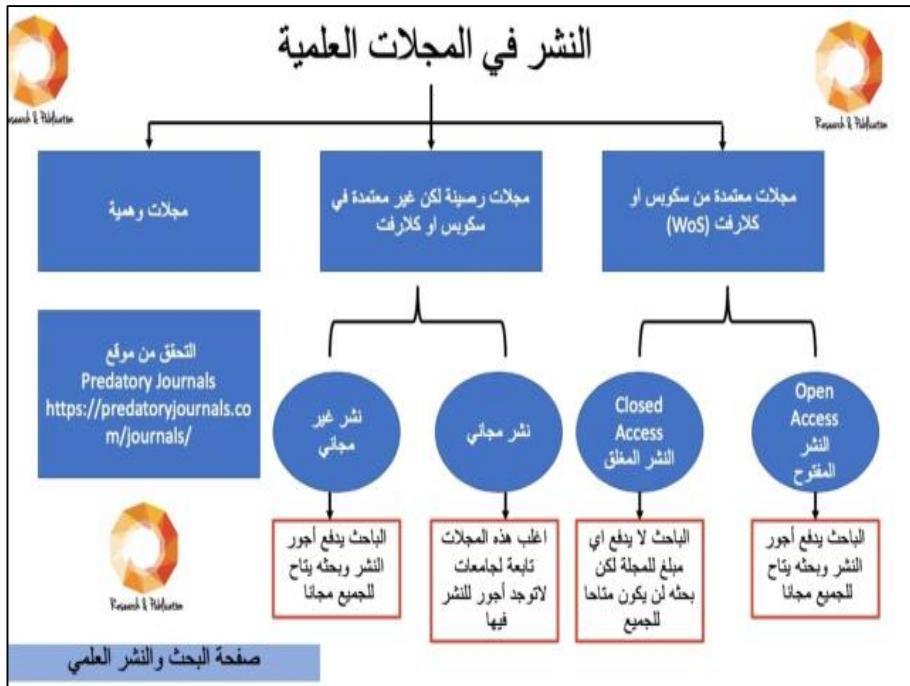 النشر في المجلات العلمية
Research & Publication
Research & Publication
مجلات معتمدة من سكوبس او
كلارفت (WoS)
مجلات رصينة لكن غير معتمدة في
سكوبس او كلارفت
مجلات وهمية
Open
Access
النشر
المفتوح
Closed
Access
النشر المغلق
نشر مجاني
نشر غير
مجاني
التحقق من موقع
Predatory Journals
https://predatoryjournals.co
m/journals/
الباحث يدفع أجور
النشر وبحثه يتاح
للجميع مجانا
الباحث لا يدفع اي
مبلغ للمجلة لكن
بحثه لن يكون متاحا
للجميع
اغلب هذه المجلات
تابعة لجامعات
لاتوجد أجور للنشر
فيها
الباحث يدفع أجور
النشر وبحثه يتاح
للجميع مجانا
Research & Publication
صفحة البحث والنشر العلمي